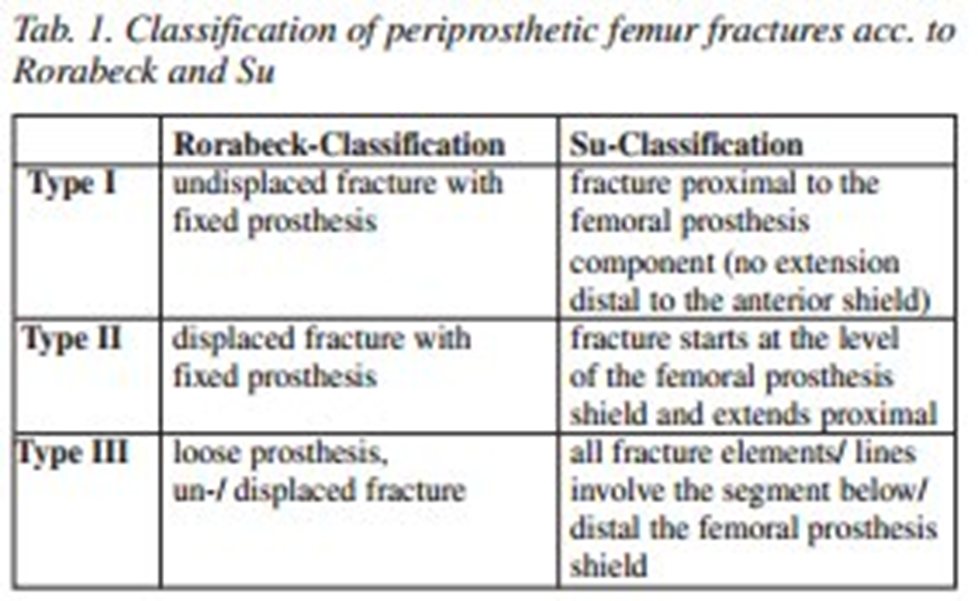 Tab. 1. Classification of periprosthetic femur fractures acc. to
Rorabeck and Su
Rorabeck-Classification
Su-Classification
Type I
undisplaced fracture with
fixed prosthesis
fracture proximal to the
femoral prosthesis
component (no extension
distal to the anterior shield)
Type II
displaced fracture with
fixed prosthesis
fracture starts at the level
of the femoral prosthesis
shield and extends proximal
Type III
loose prosthesis,
un-/ displaced fracture
all fracture elements/ lines
involve the segment below/
distal the femoral prosthesis
shield